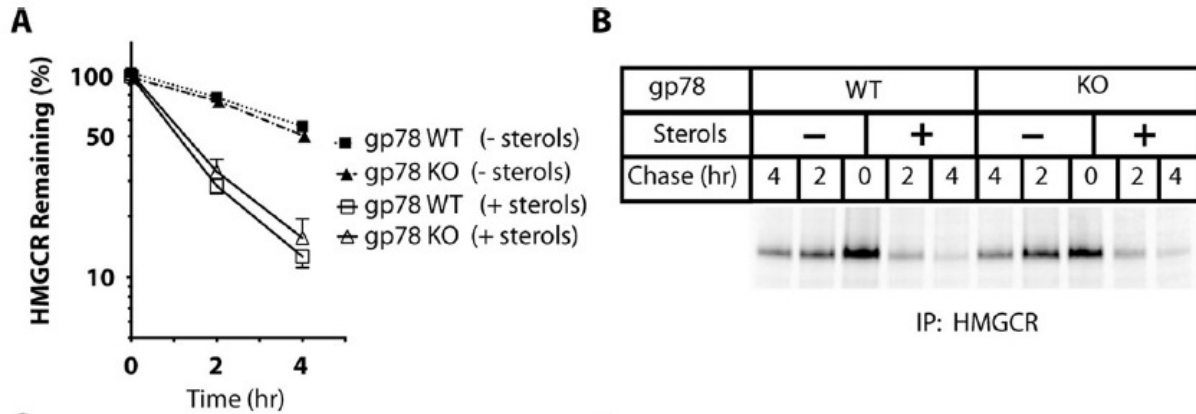 A
HMGCR Remaining (%)
100
50
10
0 2 4
Time (hr)
gp78 WT (- sterols)
gp78 KO (- sterols)
gp78 WT (+ sterols)
gp78 KO (+ sterols)
B
gp78 WT KO
Sterols − + − +
Chase (hr) 4 2 0 2 4 4 2 0 2 4
IP: HMGCR